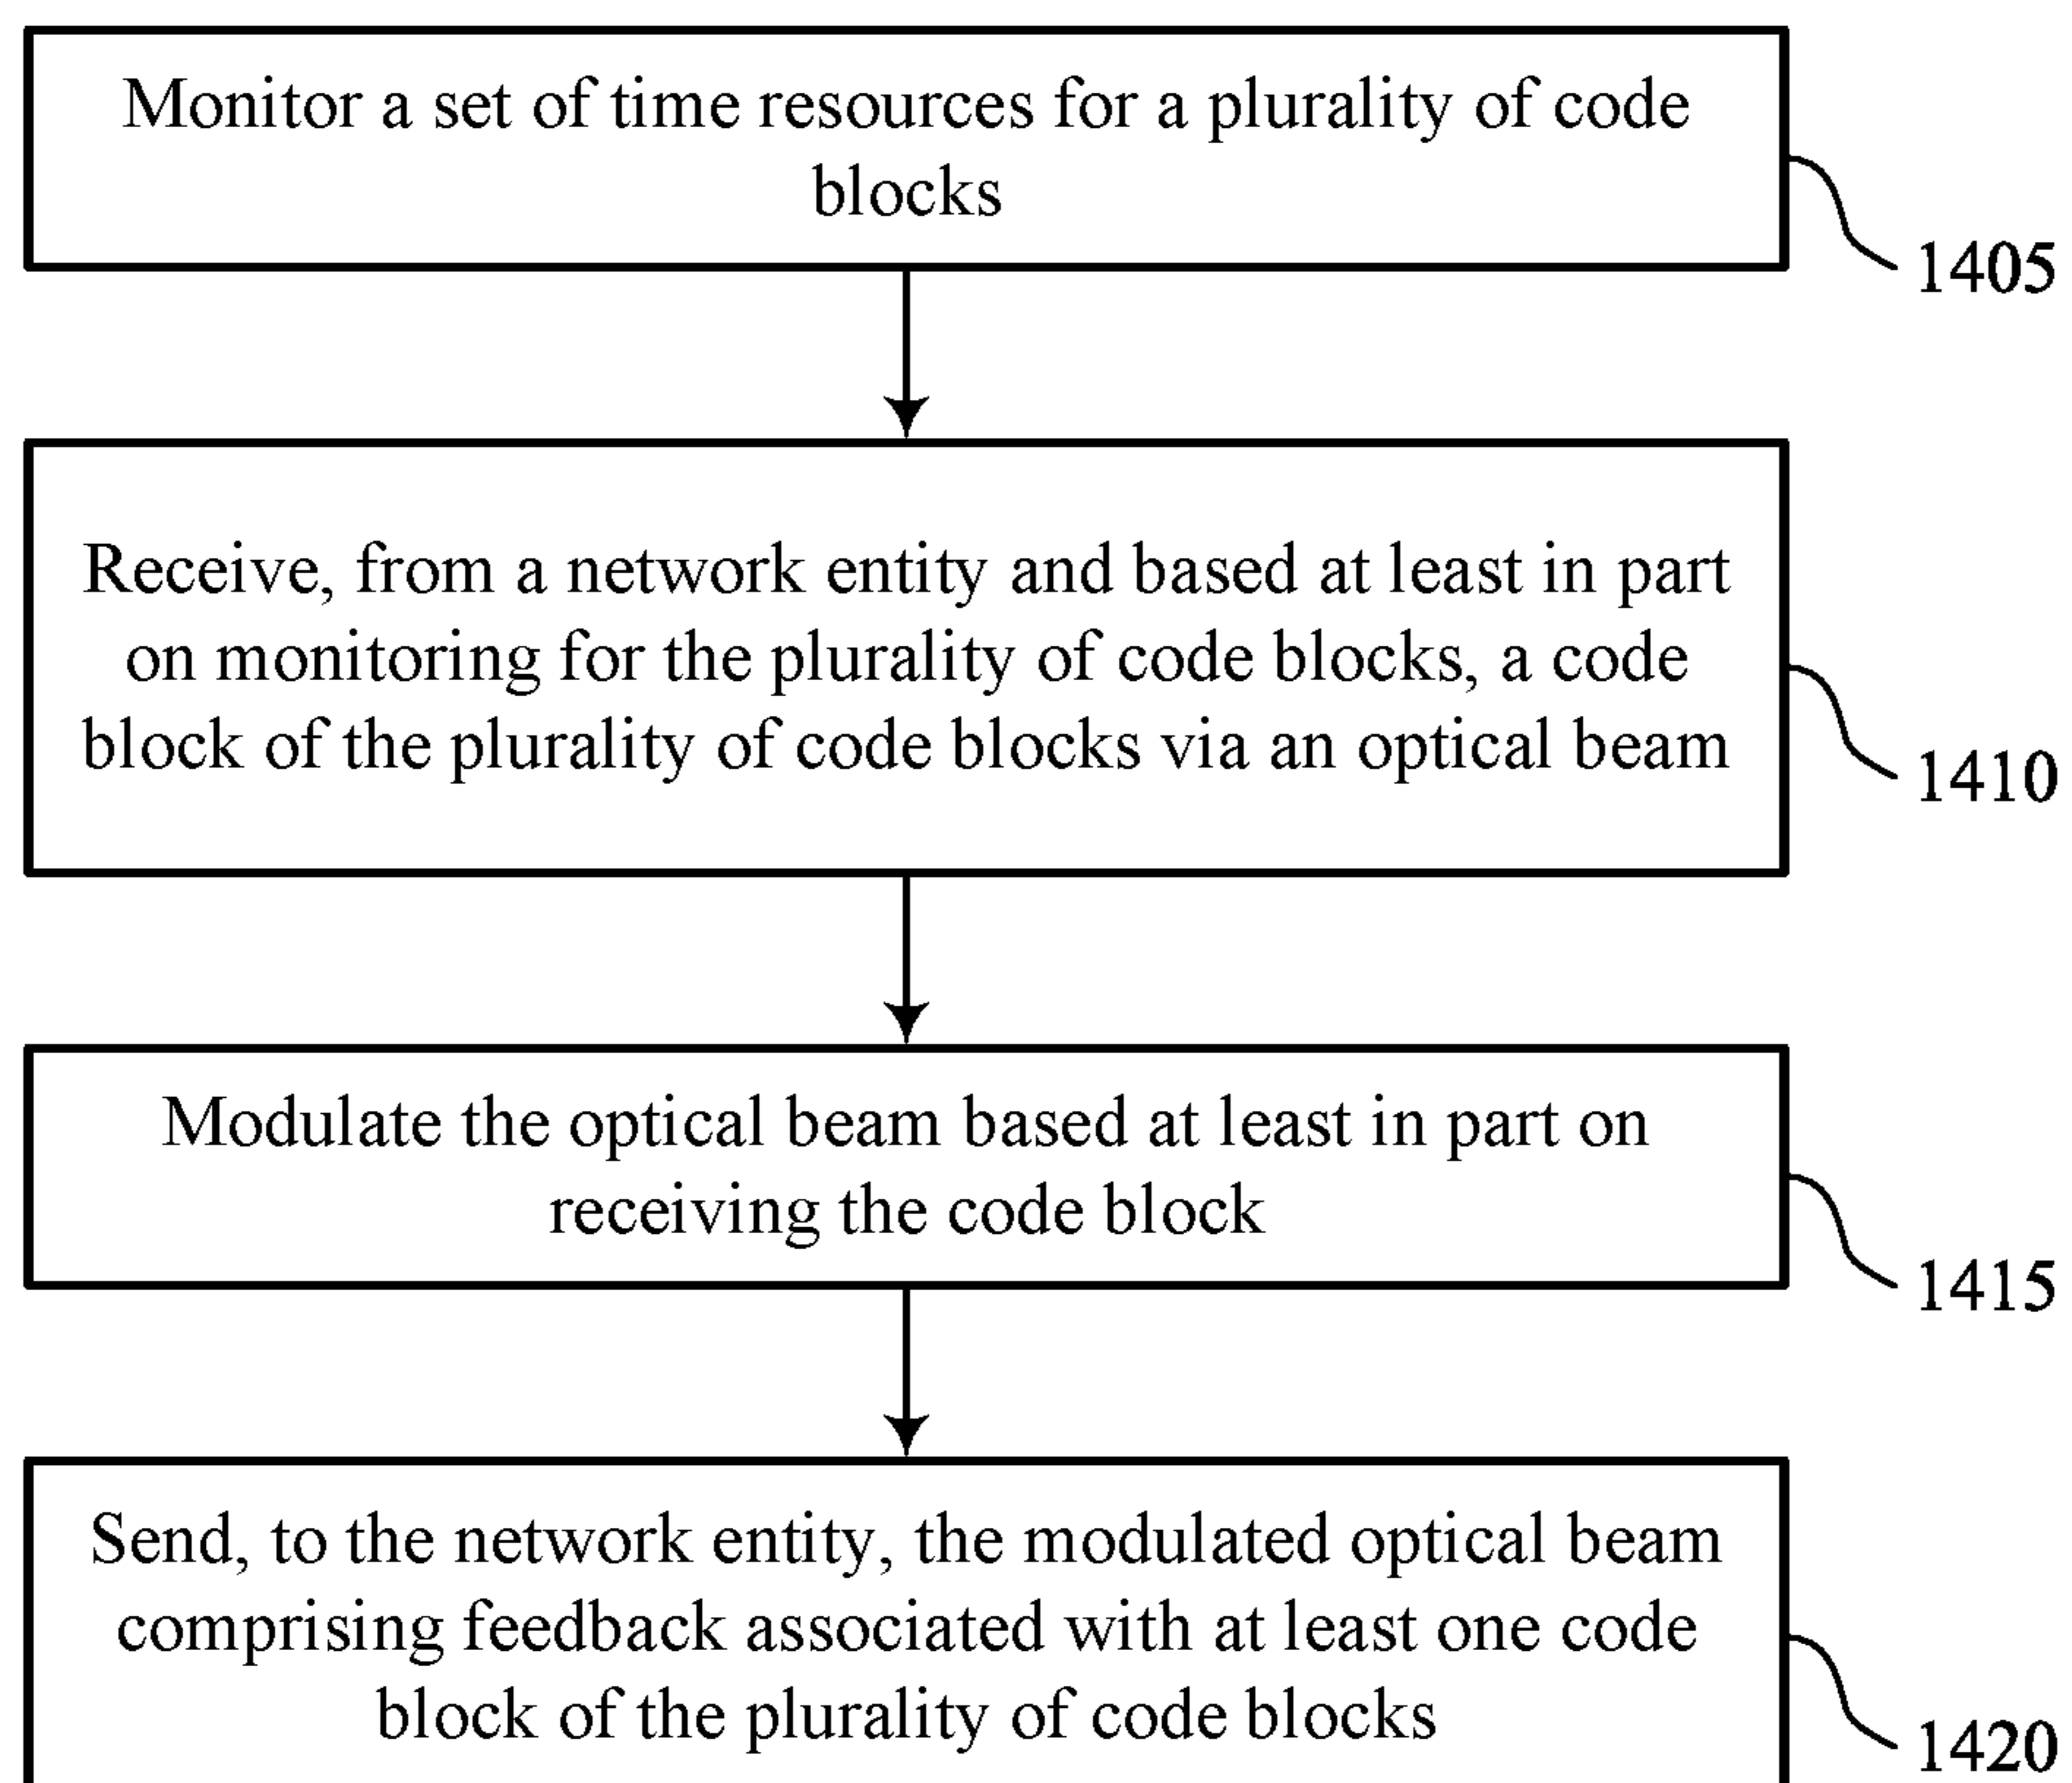 Monitor a set of time resources for a plurality of code
blocks
1405
Receive, from a network entity and based at least in part
on monitoring for the plurality of code blocks, a code
block of the plurality of code blocks via an optical beam
1410
Modulate the optical beam based at least in part on
receiving the code block
1415
Send, to the network entity, the modulated optical beam
comprising feedback associated with at least one code
block of the plurality of code blocks
1420